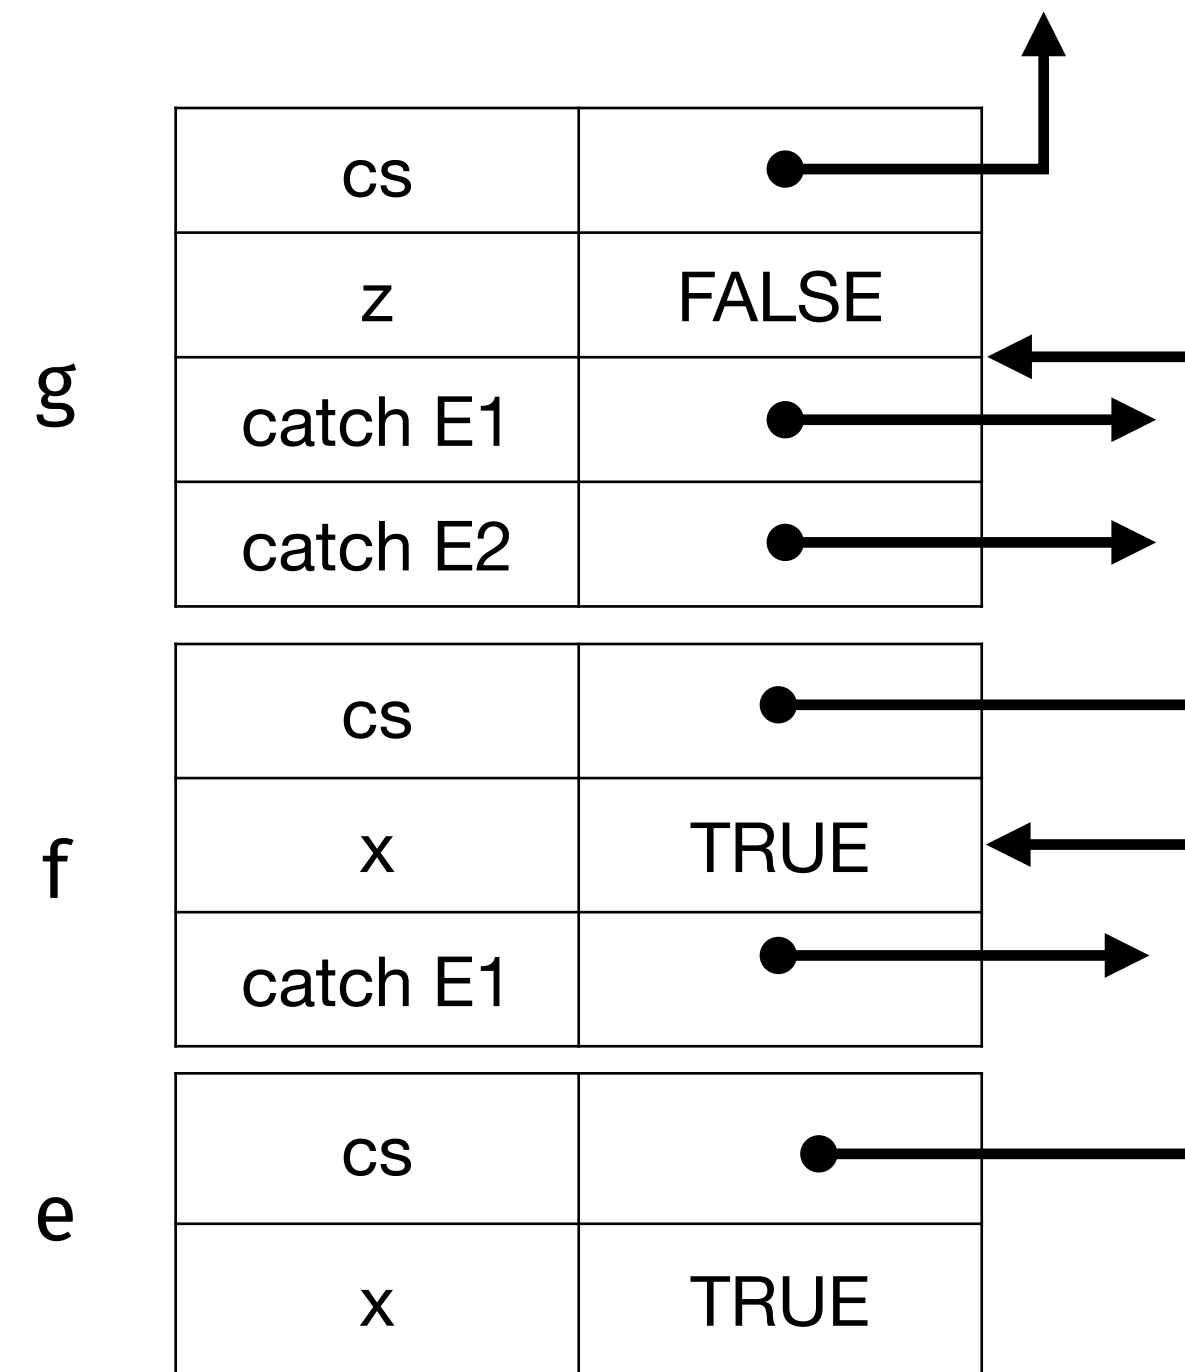 cs
z FALSE
g
catch E1
catch E2
cs
f x TRUE
catch E1
cs
e
x TRUE